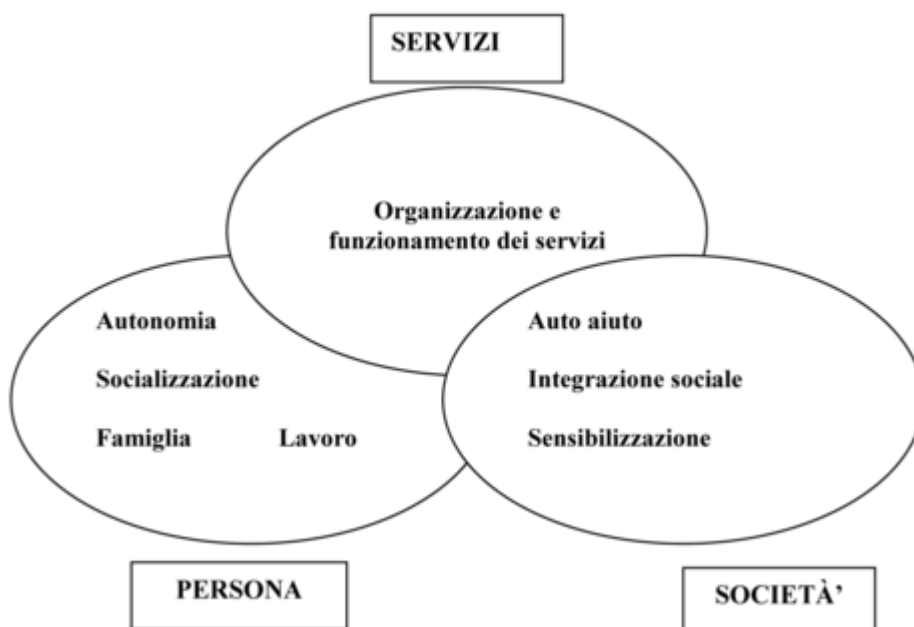 SERVIZI
Organizzazione e
funzionamento dei servizi
Autonomia
Socializzazione
Famiglia Lavoro
Auto aiuto
Integrazione sociale
Sensibilizzazione
PERSONA
SOCIETÀ’